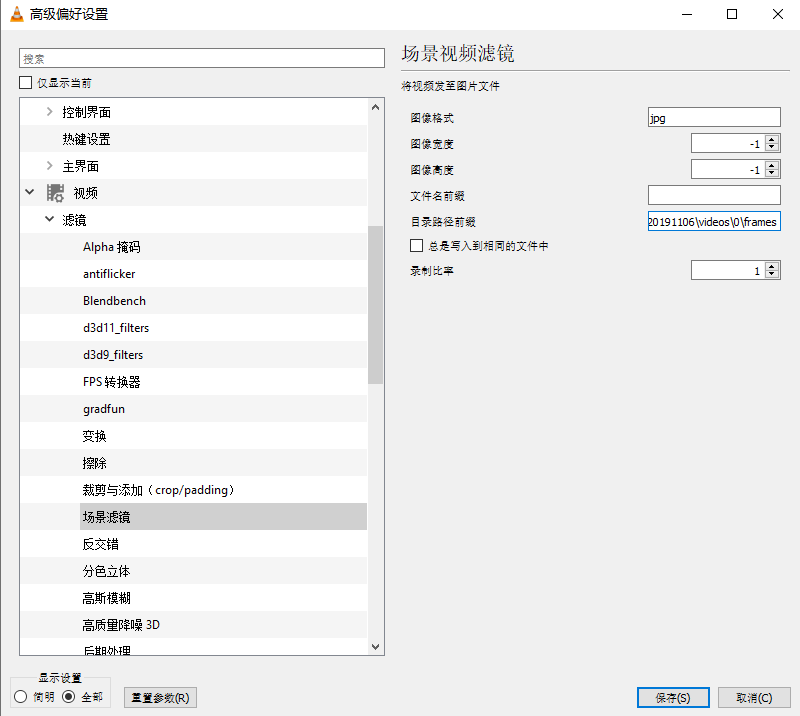 高级偏好设置
搜索
仅显示当前
控制界面
热键设置
主界面
视频
滤镜
Alpha 掩码
antiflicker
Blendbench
d3d11_filters
d3d9_filters
FPS 转换器
gradfun
变换
擦除
裁剪与添加（crop/padding）
场景滤镜
反交错
分色立体
高斯模糊
高质量降噪 3D
后期处理
显示设置
简明 全部
重置参数(R)
场景视频滤镜
将视频发至图片文件
图像格式 jpg
图像宽度 -1
图像高度 -1
文件名前缀
目录路径前缀 20191106\videos\0\frames
总是写入到相同的文件中
录制比率 1
保存(S) 取消(C)